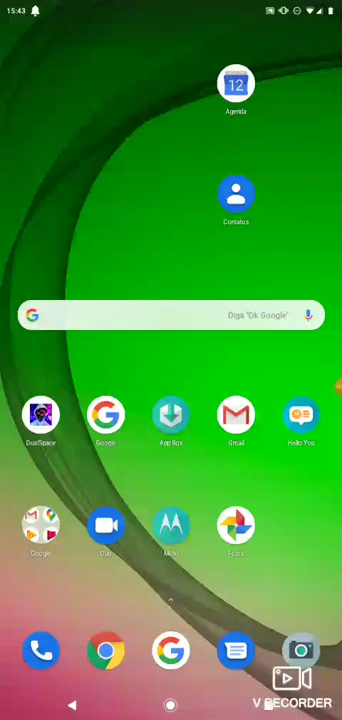 15:43
12
Agenda
Contatos
Diga "Ok Google"
DualSpace
Google
App Box
Gmail
Hello You
Google
Duo
Moto
Fotos
V RECORDER